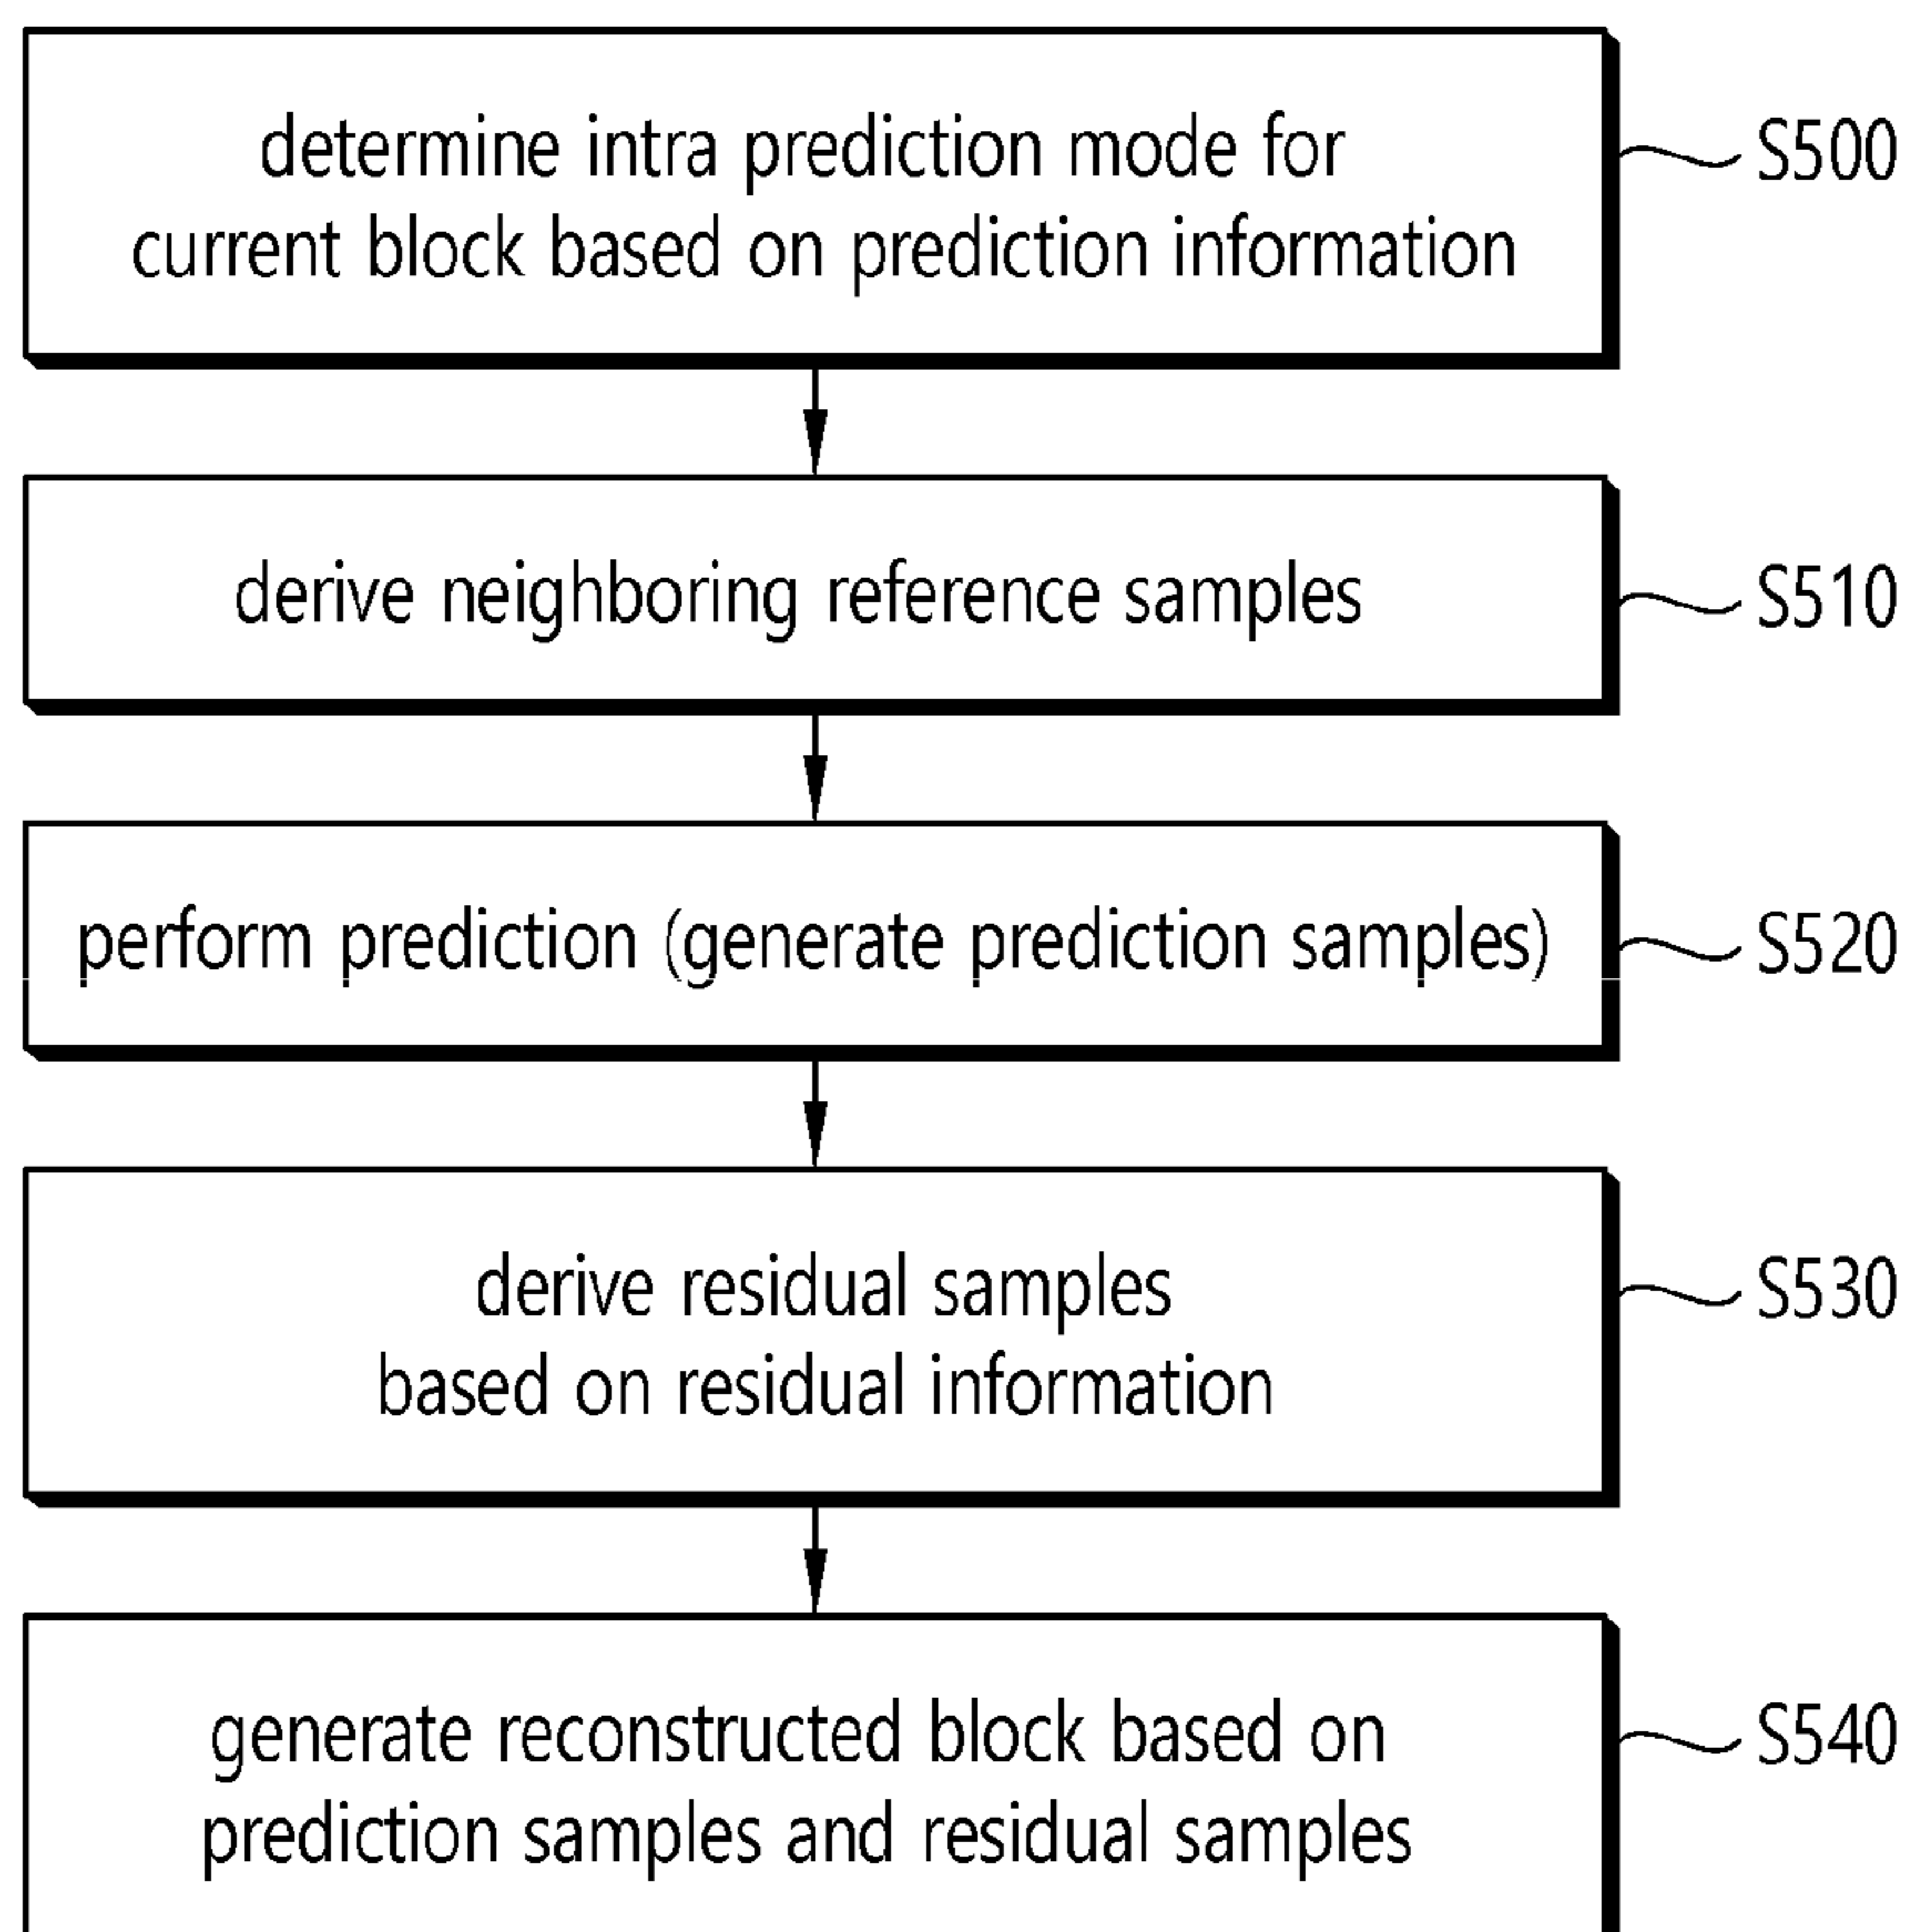 determine intra prediction mode for
current block based on prediction information
S500
derive neighboring reference samples
S510
perform prediction (generate prediction samples)
S520
derive residual samples
based on residual information
S530
generate reconstructed block based on
prediction samples and residual samples
S540